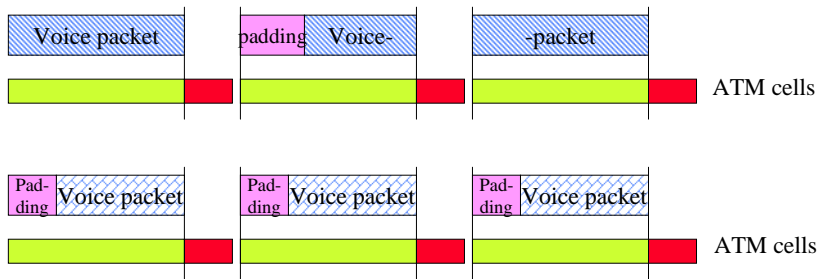 Voice packet
padding
Voice-
-packet
ATM cells
Pad-
ding
Voice packet
Pad-
ding
Voice packet
Pad-
ding
Voice packet
ATM cells